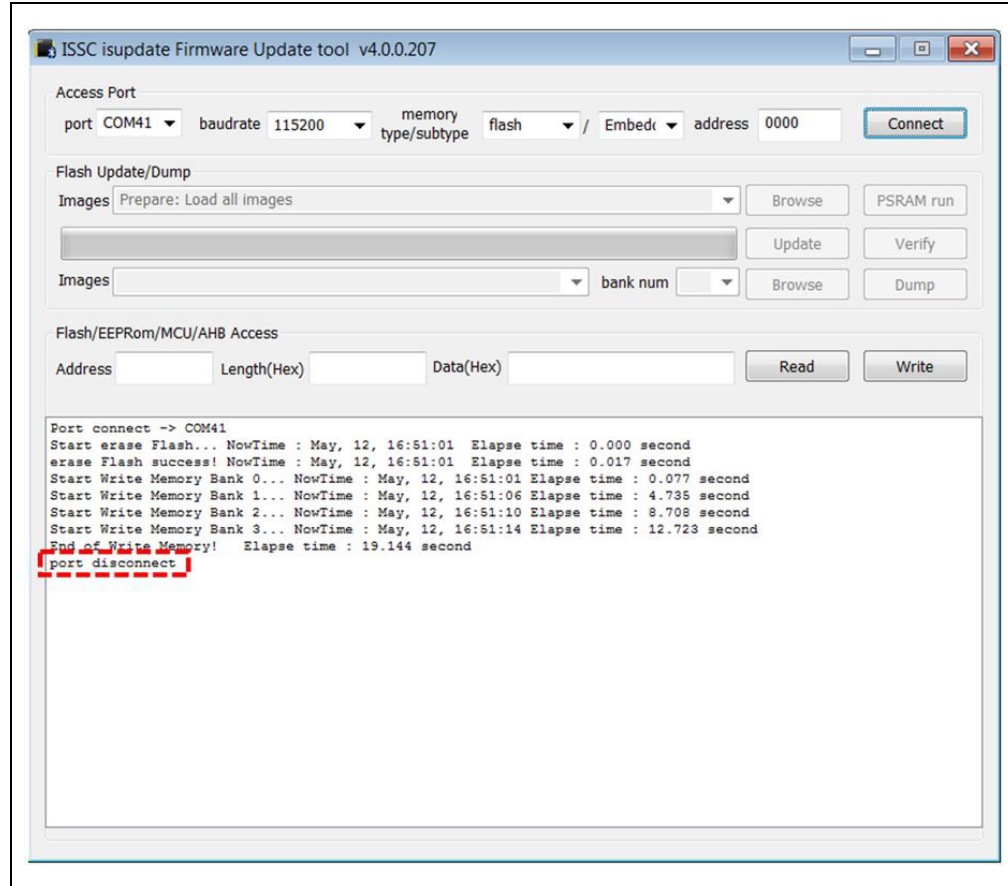 ISSC isupdate Firmware Update tool v4.0.0.207
Access Port
port COM41 baudrate 115200 memory type/subtype flash / Embedc address 0000 Connect
Flash Update/Dump
Images Prepare: Load all images Browse PSRAM run
Update Verify
Images bank num Browse Dump
Flash/EEPRom/MCU/AHB Access
Address Length(Hex) Data(Hex) Read Write
Port connect -> COM41
Start erase Flash... NowTime : May, 12, 16:51:01 Elapse time : 0.000 second
erase Flash success! NowTime : May, 12, 16:51:01 Elapse time : 0.017 second
Start Write Memory Bank 0... NowTime : May, 12, 16:51:01 Elapse time : 0.077 second
Start Write Memory Bank 1... NowTime : May, 12, 16:51:06 Elapse time : 4.735 second
Start Write Memory Bank 2... NowTime : May, 12, 16:51:10 Elapse time : 8.708 second
Start Write Memory Bank 3... NowTime : May, 12, 16:51:14 Elapse time : 12.723 second
End of Write Memory! Elapse time : 19.144 second
port disconnect